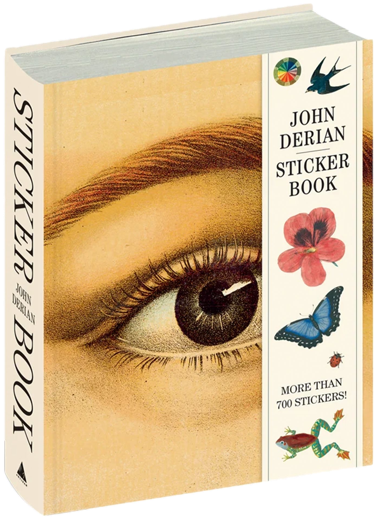 STICKER BOOK
JOHN
DERIAN
JOHN
DERIAN
STICKER
BOOK
MORE THAN
700 STICKERS!